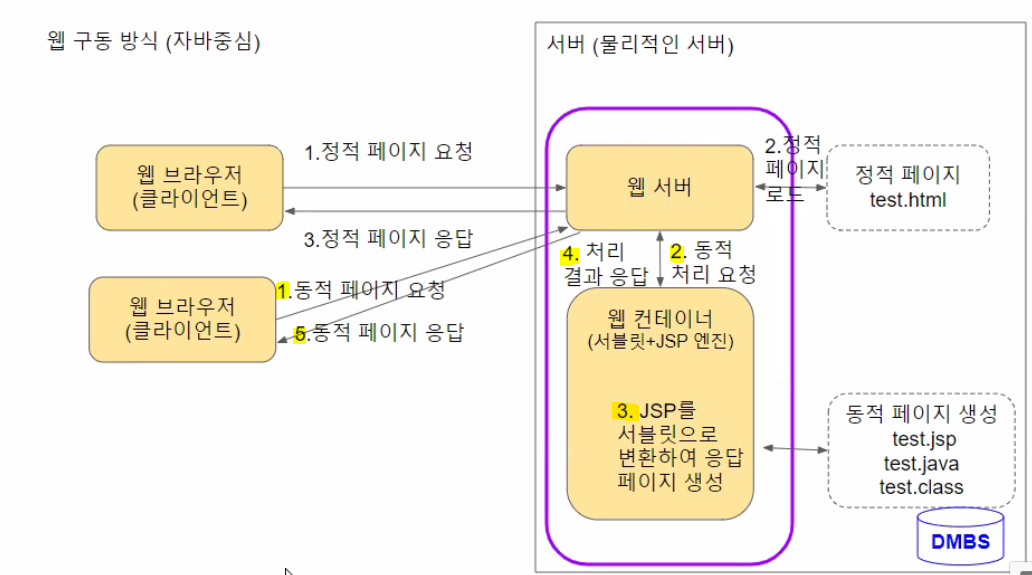 웹 구동 방식 (자바중심)
서버 (물리적인 서버)
웹 브라우저
(클라이언트)
1.정적 페이지 요청
3.정적 페이지 응답
웹 서버
2.정적
페이지
로드
정적 페이지
test.html
웹 브라우저
(클라이언트)
1.동적 페이지 요청
5.동적 페이지 응답
4. 처리
결과 응답
2. 동적
처리 요청
웹 컨테이너
(서블릿+JSP 엔진)
3. JSP를
서블릿으로
변환하여 응답
페이지 생성
동적 페이지 생성
test.jsp
test.java
test.class
DMBS